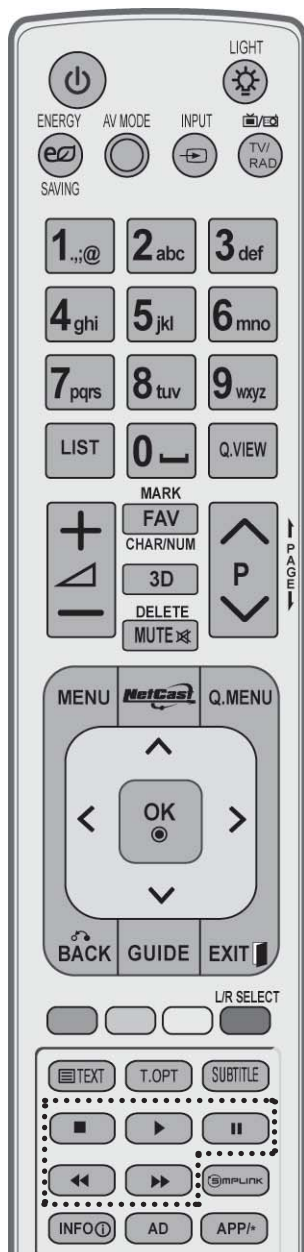 LIGHT
ENERGY AV MODE INPUT
TV/
RAD
SAVING
1.,;@ 2abc 3def
4ghi 5jkl 6mno
7pqrs 8tuv 9wxyz
LIST 0 Q.VIEW
MARK
FAV
CHAR/NUM
3D
P
PAGE
DELETE
MUTE
MENU NetCast Q.MENU
OK
BACK GUIDE EXIT
L/R SELECT
TEXT T.OPT SUBTITLE
SIMPLINK
INFO AD APP/*